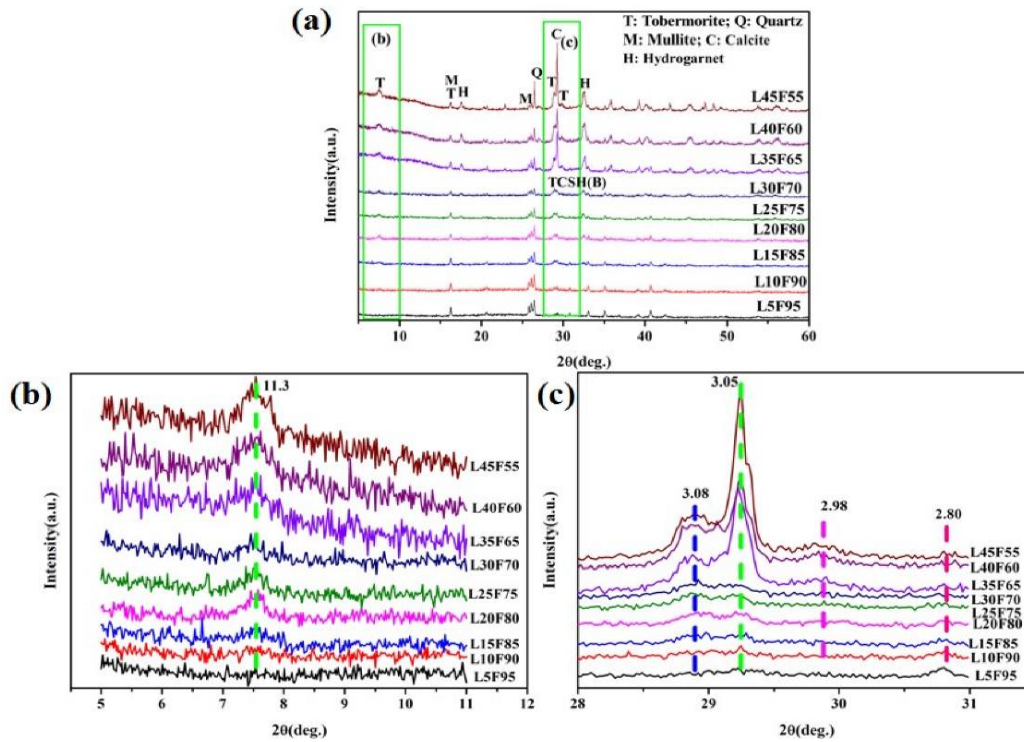 (a)
T: Tobermorite; Q: Quartz
M: Mullite; C: Calcite
H: Hydrogarnet
(b)
C
(c)
T
M
T
H
M
Q
T
T
H
TCSH(B)
L45F55
L40F60
L35F65
L30F70
L25F75
L20F80
L15F85
L10F90
L5F95
Intensity(a.u.)
10 20 30 40 50 60
2θ(deg.)
(b)
11.3
L45F55
L40F60
L35F65
L30F70
L25F75
L20F80
L15F85
L10F90
L5F95
Intensity(a.u.)
5 6 7 8 9 10 11 12
2θ(deg.)
(c)
3.05
3.08
2.98
2.80
L45F55
L40F60
L35F65
L30F70
L25F75
L20F80
L15F85
L10F90
L5F95
Intensity(a.u.)
28 29 30 31
2θ(deg.)